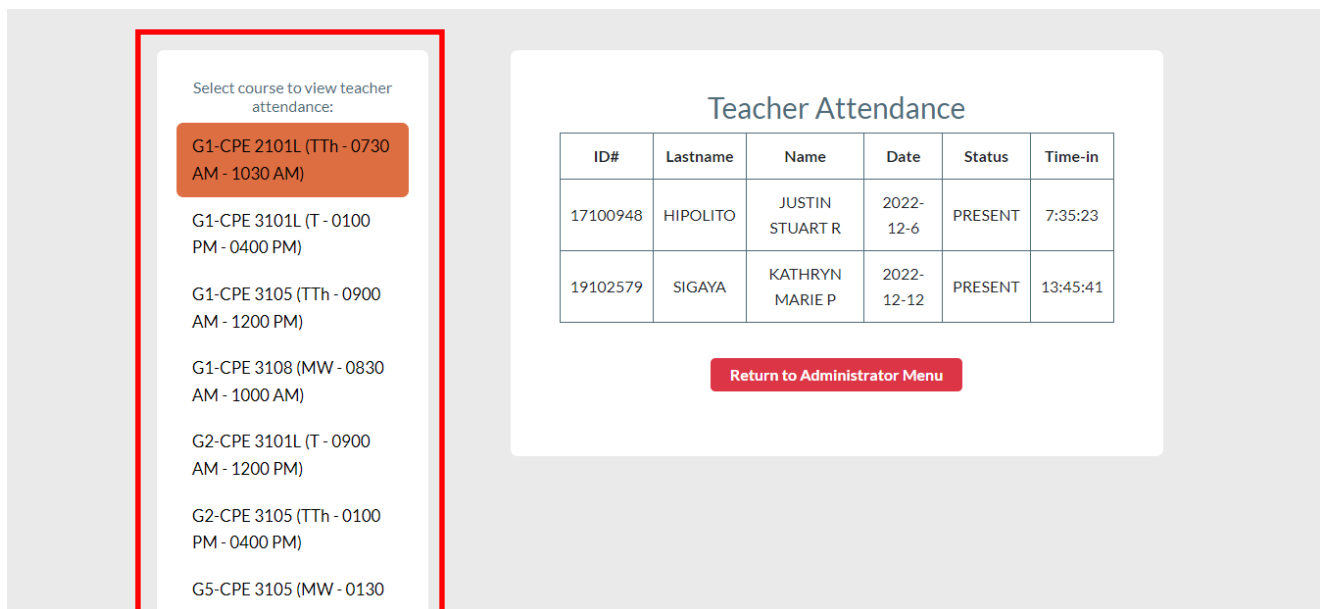 Select course to view teacher
attendance:
G1-CPE 2101L (TTh - 0730
AM - 1030 AM)
G1-CPE 3101L (T - 0100
PM - 0400 PM)
G1-CPE 3105 (TTh - 0900
AM - 1200 PM)
G1-CPE 3108 (MW - 0830
AM - 1000 AM)
G2-CPE 3101L (T - 0900
AM - 1200 PM)
G2-CPE 3105 (TTh - 0100
PM - 0400 PM)
G5-CPE 3105 (MW - 0130
Teacher Attendance
ID# Lastname Name Date Status Time-in
17100948 HIPOLITO JUSTIN STUART R 2022-12-6 PRESENT 7:35:23
19102579 SIGAYA KATHRYN MARIE P 2022-12-12 PRESENT 13:45:41
Return to Administrator Menu